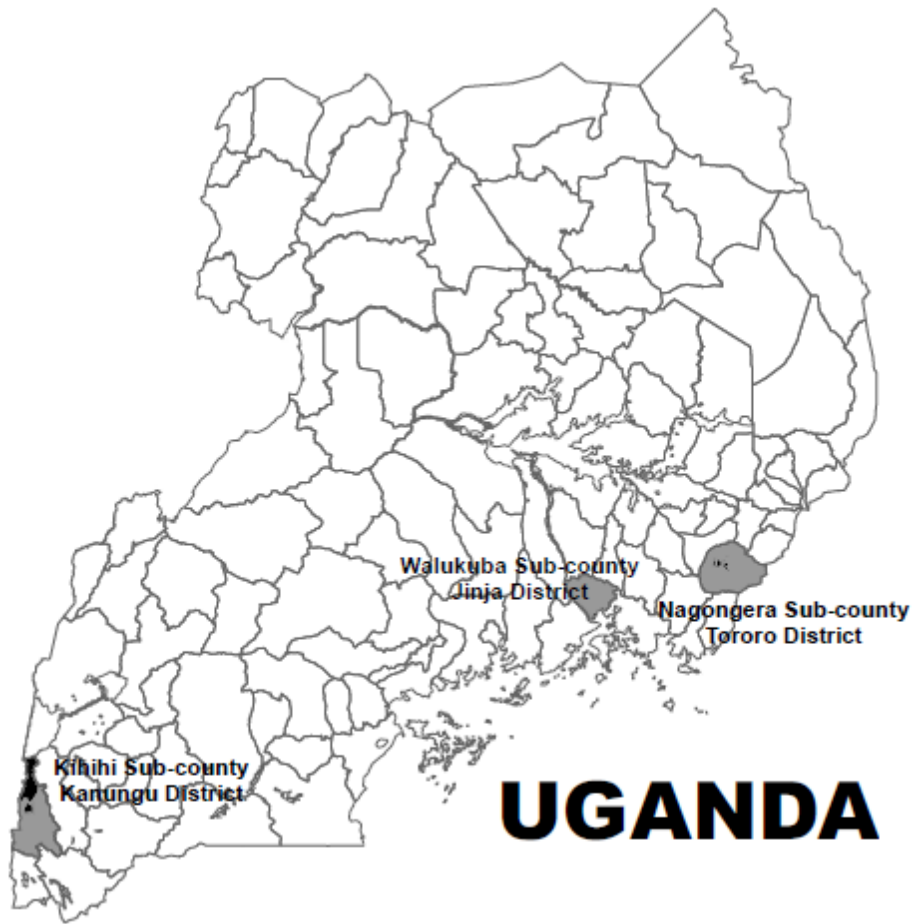 Walukuba Sub-county
Jinja District
Nagongera Sub-county
Tororo District
Kihihi Sub-county
Kanungu District
UGANDA